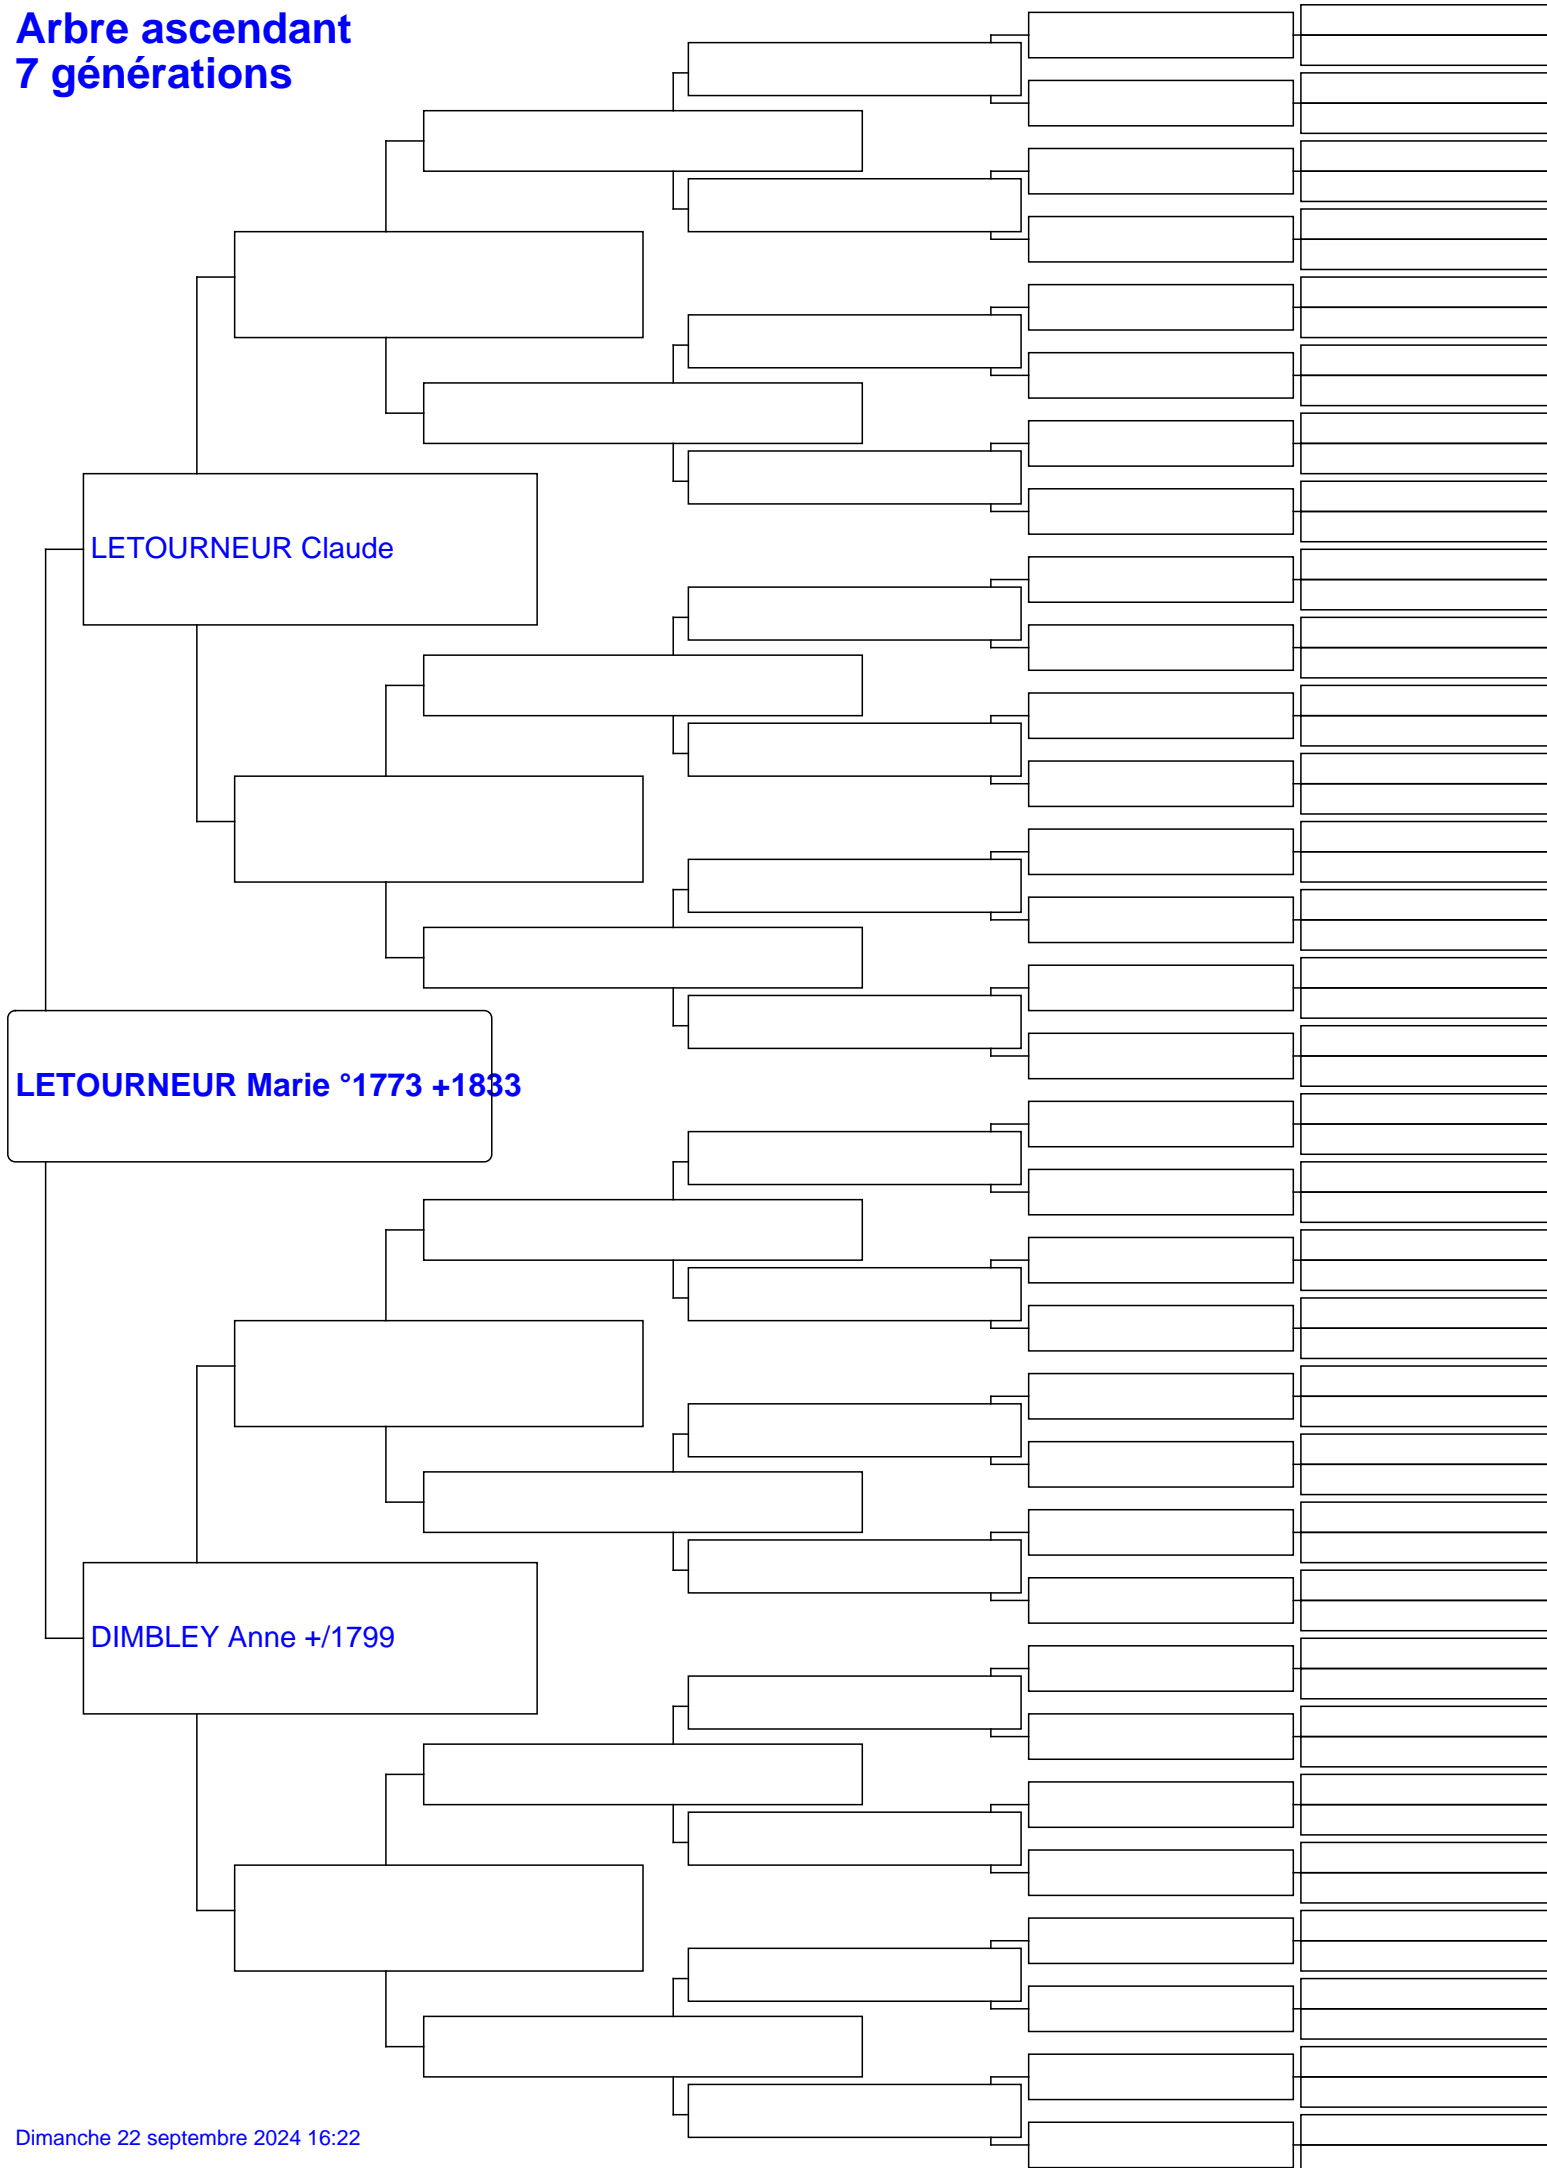 Arbre ascendant
7 générations
LETOURNEUR Claude
LETOURNEUR Marie °1773 +1833
DIMBLEY Anne +/1799
Dimanche 22 septembre 2024 16:22